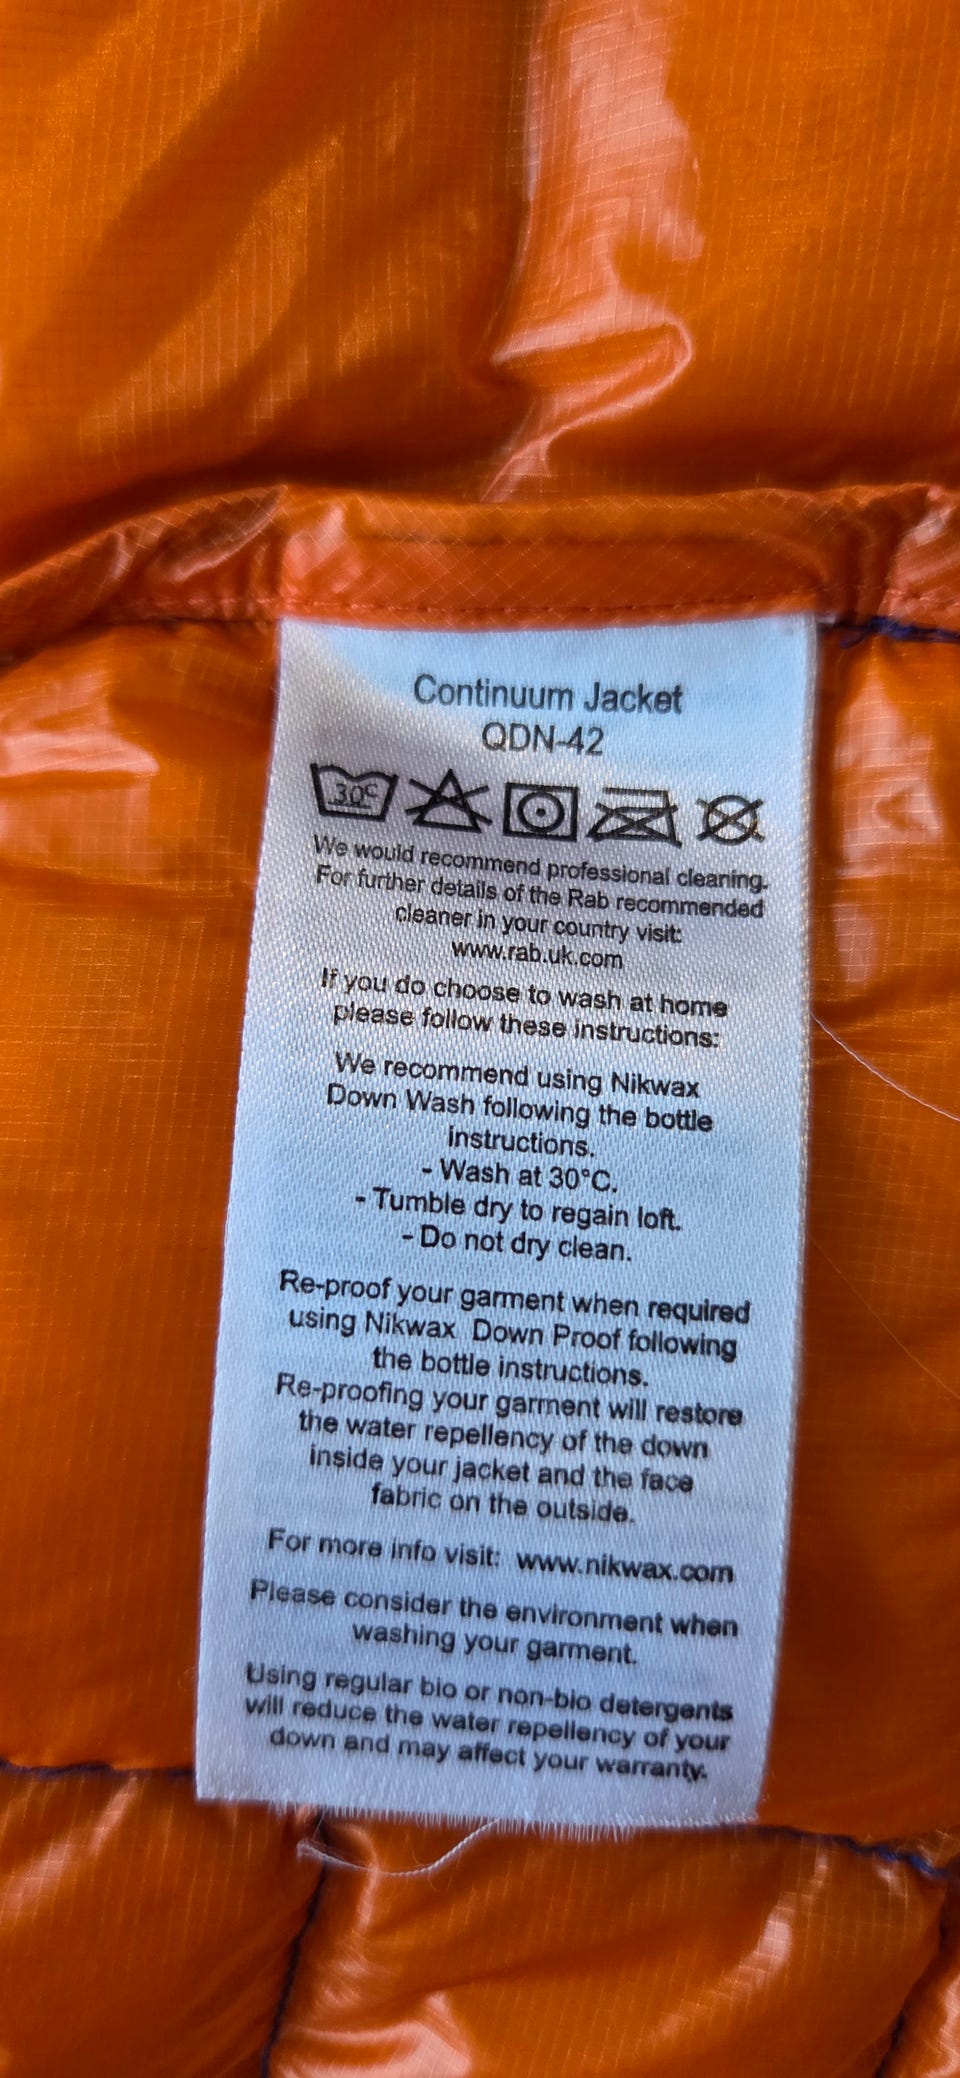 Continuum Jacket
QDN-42
30c
We would recommend professional cleaning.
For further details of the Rab recommended
cleaner in your country visit:
www.rab.uk.com
If you do choose to wash at home
please follow these instructions:
We recommend using Nikwax
Down Wash following the bottle
instructions.
- Wash at 30°C.
- Tumble dry to regain loft.
- Do not dry clean.
Re-proof your garment when required
using Nikwax Down Proof following
the bottle instructions.
Re-proofing your garment will restore
the water repellency of the down
inside your jacket and the face
fabric on the outside.
For more info visit: www.nikwax.com
Please consider the environment when
washing your garment.
Using regular bio or non-bio detergents
will reduce the water repellency of your
down and may affect your warranty.